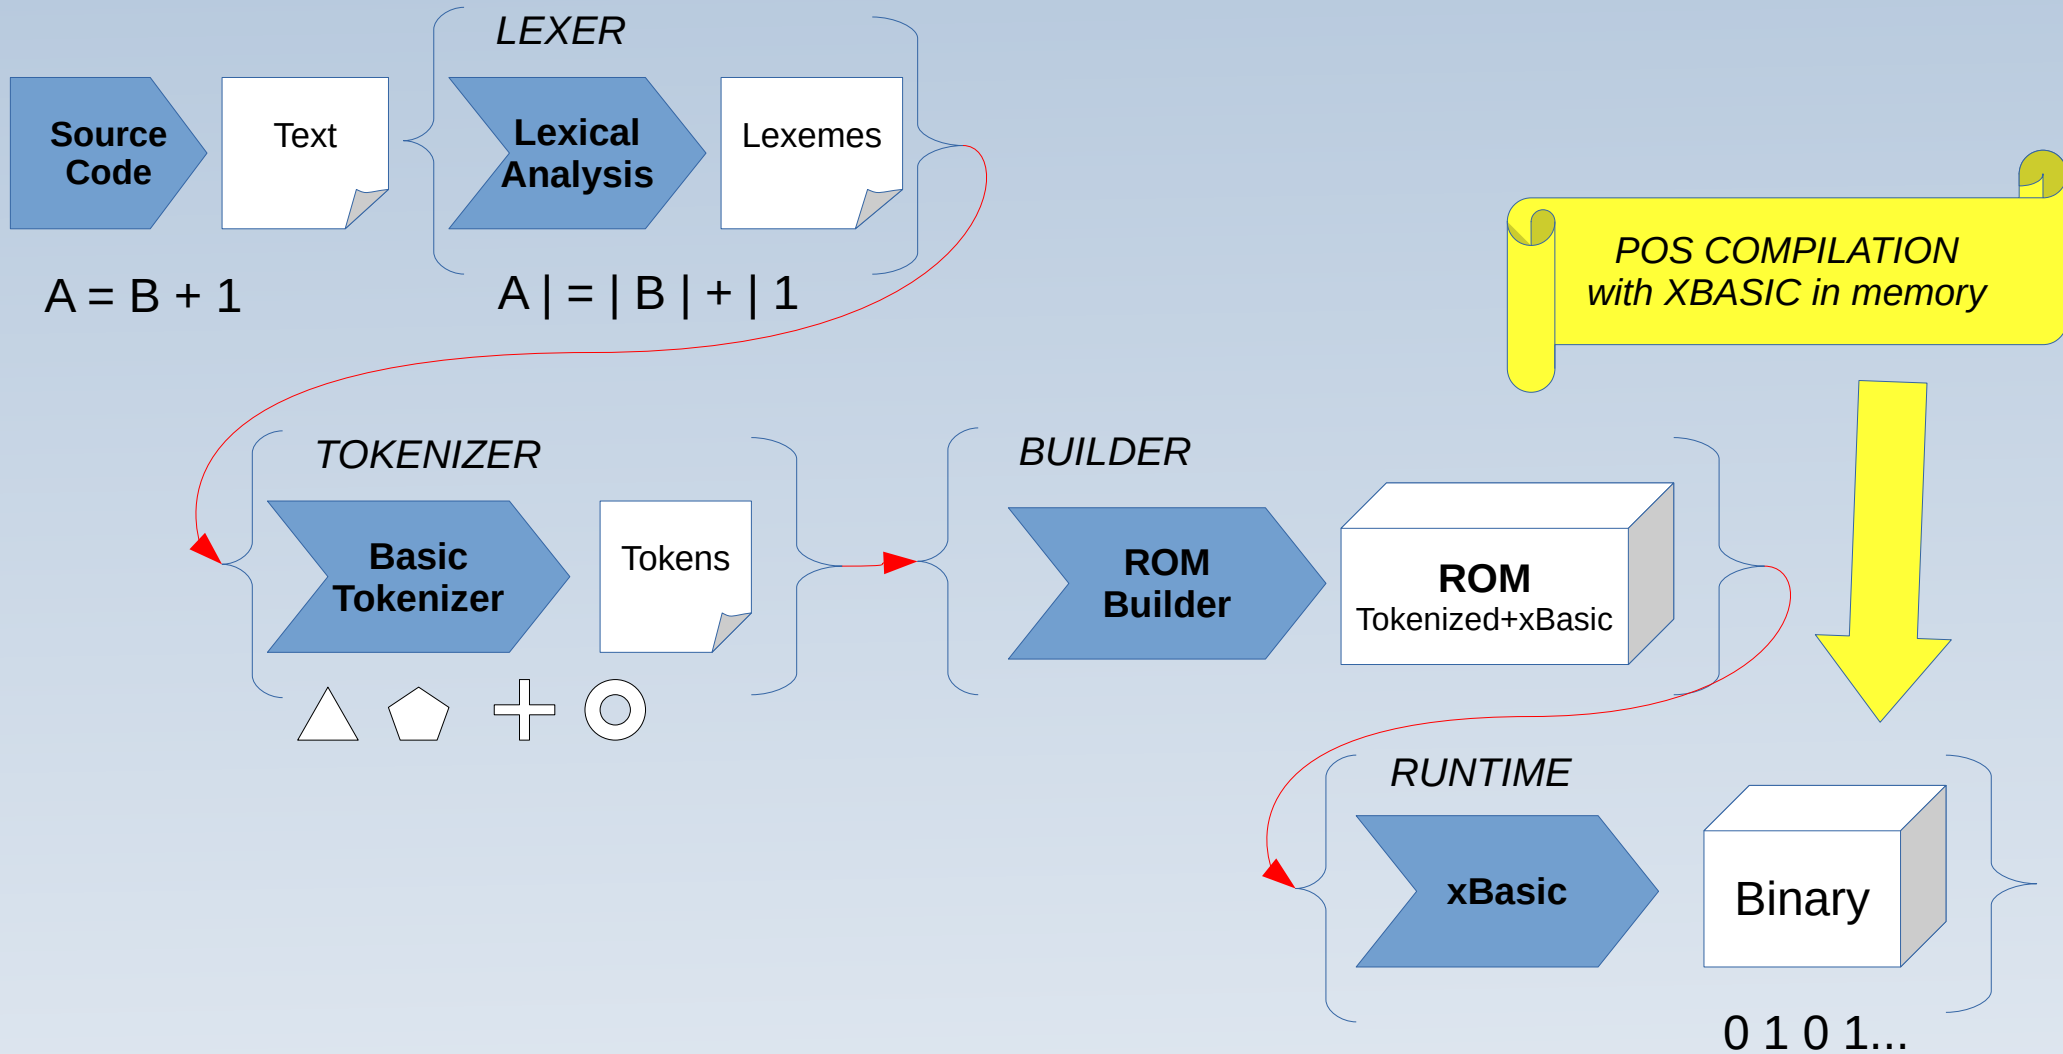 LEXER
Source
Code
Text
Lexical
Analysis
Lexemes
A = B + 1
A | = | B | + | 1
POS COMPILATION
with XBASIC in memory
TOKENIZER
Basic
Tokenizer
Tokens
BUILDER
ROM
Builder
ROM
Tokenized+xBasic
RUNTIME
xBasic
Binary
0 1 0 1...